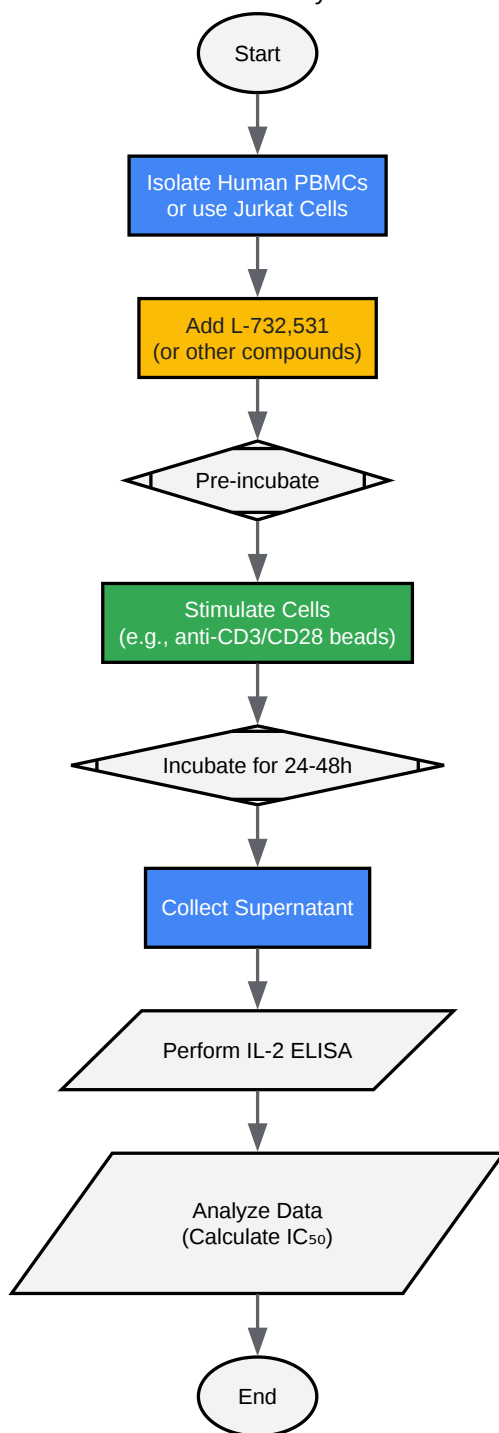 Start
Isolate Human PBMCs
or use Jurkat Cells
Add L-732,531
(or other compounds)
Pre-incubate
Stimulate Cells
(e.g., anti-CD3/CD28 beads)
Incubate for 24-48h
Collect Supernatant
Perform IL-2 ELISA
Analyze Data
(Calculate IC₅₀)
End